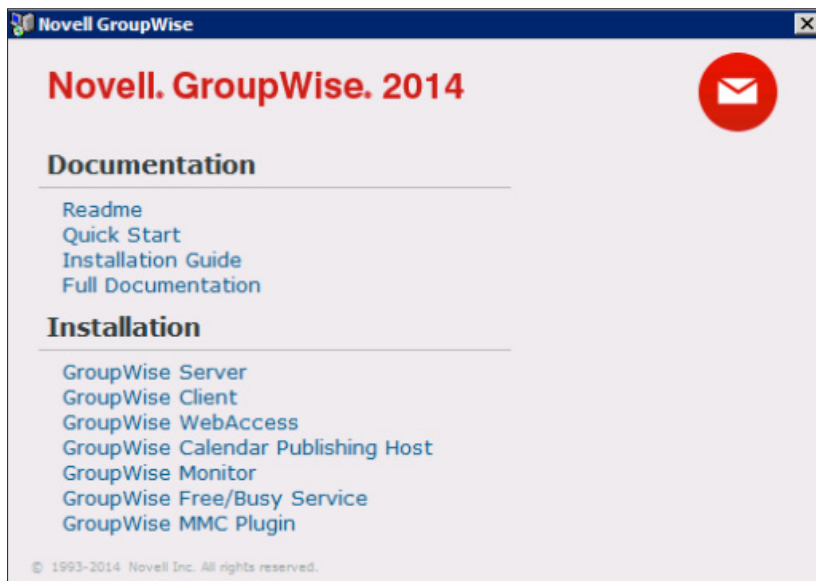 Novell GroupWise
Novell. GroupWise. 2014
Documentation
Readme
Quick Start
Installation Guide
Full Documentation
Installation
GroupWise Server
GroupWise Client
GroupWise WebAccess
GroupWise Calendar Publishing Host
GroupWise Monitor
GroupWise Free/Busy Service
GroupWise MMC Plugin
© 1993-2014 Novell Inc. All rights reserved.